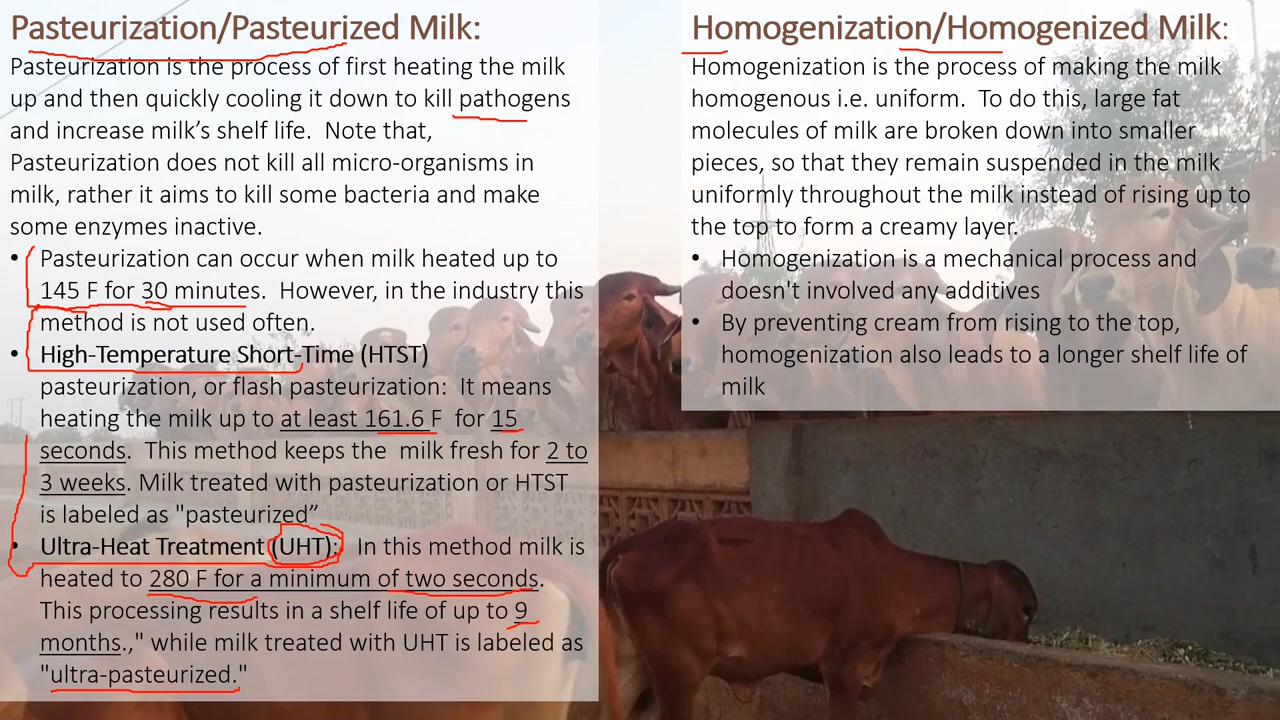 Pasteurization/Pasteurized Milk:
Pasteurization is the process of first heating the milk
up and then quickly cooling it down to kill pathogens
and increase milk’s shelf life.  Note that,
Pasteurization does not kill all micro-organisms in
milk, rather it aims to kill some bacteria and make
some enzymes inactive.
• Pasteurization can occur when milk heated up to
145 F for 30 minutes.  However, in the industry this
method is not used often.
• High-Temperature Short-Time (HTST)
pasteurization, or flash pasteurization:  It means
heating the milk up to at least 161.6 F  for 15
seconds.  This method keeps the  milk fresh for 2 to
3 weeks. Milk treated with pasteurization or HTST
is labeled as "pasteurized”
• Ultra-Heat Treatment (UHT):  In this method milk is
heated to 280 F for a minimum of two seconds.
This processing results in a shelf life of up to 9
months.," while milk treated with UHT is labeled as
"ultra-pasteurized."
Homogenization/Homogenized Milk:
Homogenization is the process of making the milk
homogenous i.e. uniform.  To do this, large fat
molecules of milk are broken down into smaller
pieces, so that they remain suspended in the milk
uniformly throughout the milk instead of rising up to
the top to form a creamy layer.
• Homogenization is a mechanical process and
doesn't involved any additives
• By preventing cream from rising to the top,
homogenization also leads to a longer shelf life of
milk